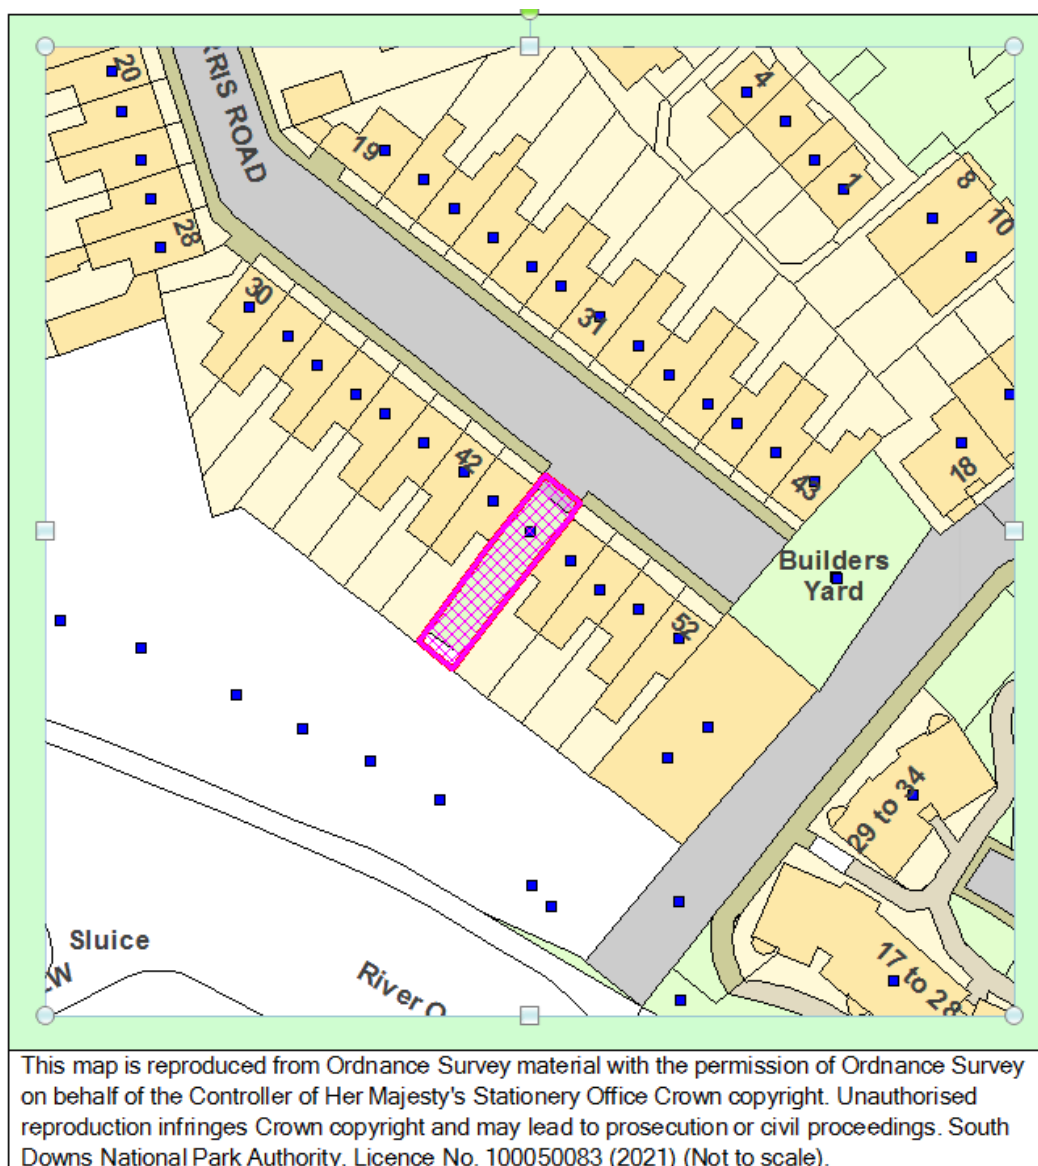 20
RRIS ROAD
4
19
1
8
10
28
30
31
42
43
18
Builders
Yard
52
29 to 34
Sluice
17 to 28
River O
This map is reproduced from Ordnance Survey material with the permission of Ordnance Survey
on behalf of the Controller of Her Majesty's Stationery Office Crown copyright. Unauthorised
reproduction infringes Crown copyright and may lead to prosecution or civil proceedings. South
Downs National Park Authority. Licence No. 100050083 (2021) (Not to scale).